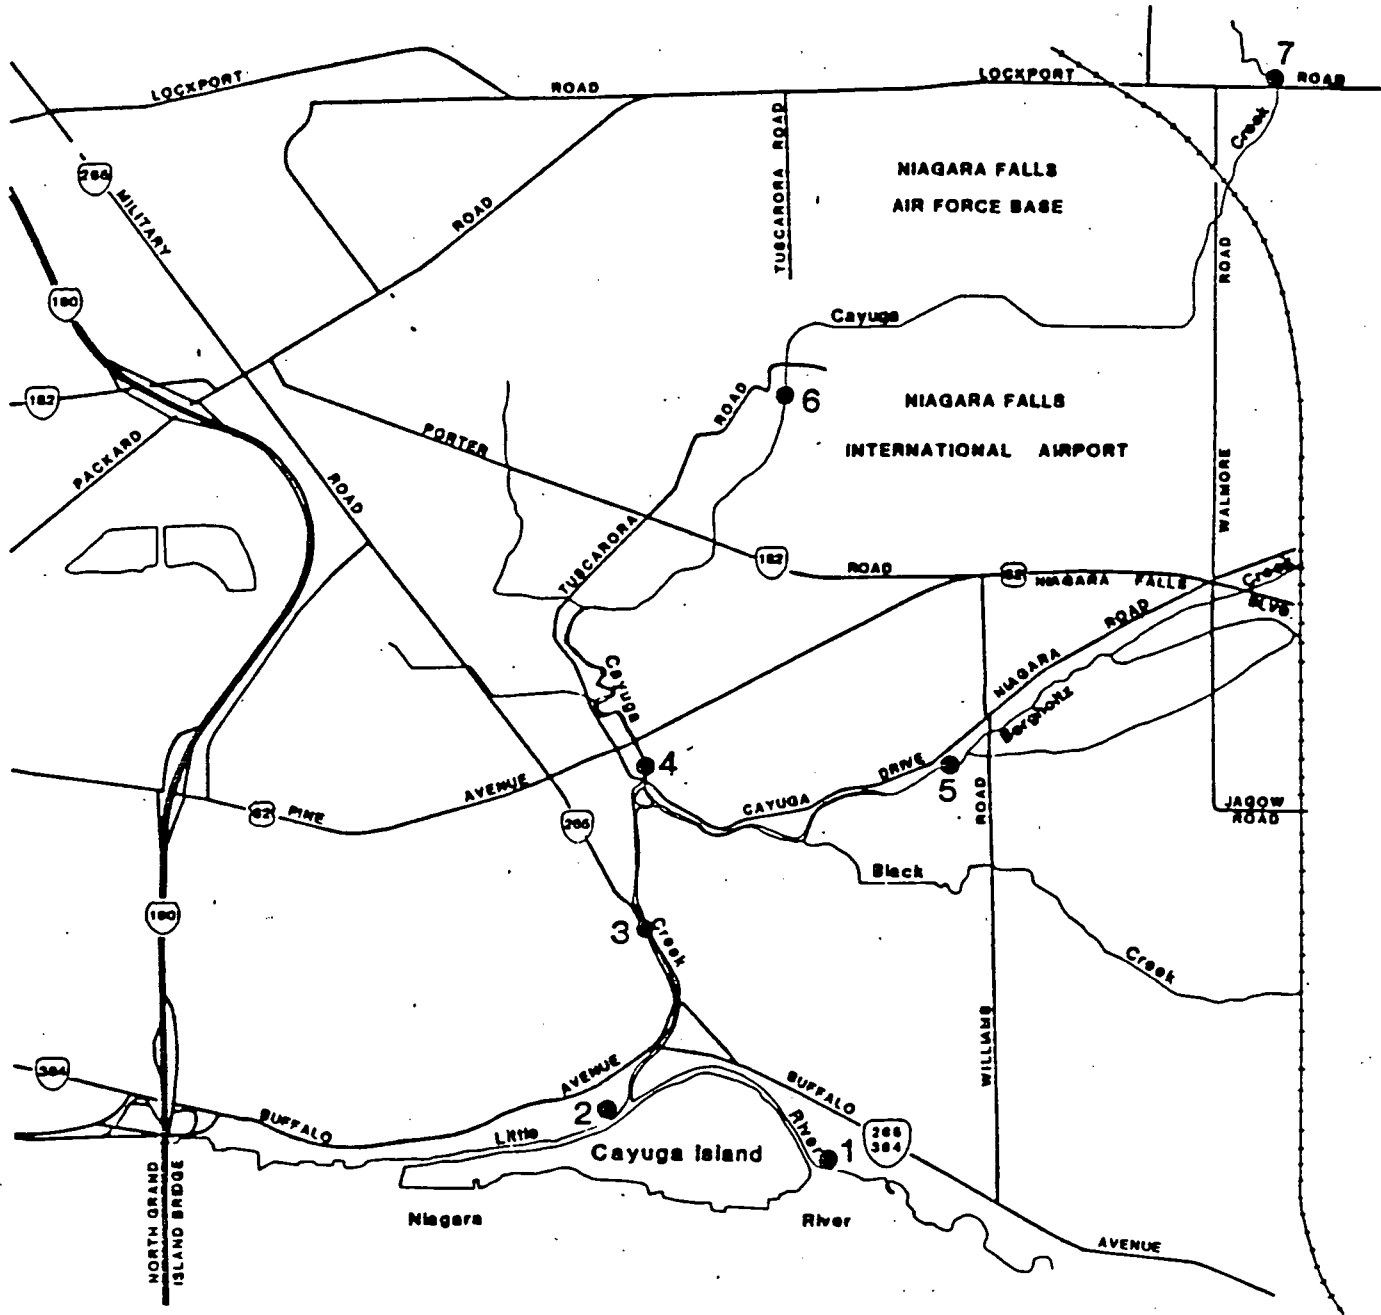 7
LOCKPORT
ROAD
LOCKPORT
ROAD
TUSCARORA ROAD
Creek
NIAGARA FALLS
AIR FORCE BASE
265
MILITARY
ROAD
ROAD
190
Cayuga
182
6
NIAGARA FALLS
INTERNATIONAL AIRPORT
ROAD
PORTER
PACKARD
ROAD
WALMORE
TUSCARORA
182
ROAD
62
NIAGARA FALLS
BLVD
Creek
NIAGARA ROAD
Bergholtz
Cayuga
4
5
CAYUGA DRIVE
ROAD
JAGOW
ROAD
AVENUE
62
PINE
265
Black
190
3
Creek
Creek
WILLIAMS
384
AVENUE
BUFFALO
2
BUFFALO
Little
River
1
265
384
Cayuga Island
Niagara
River
AVENUE
NORTH GRAND
ISLAND BRIDGE